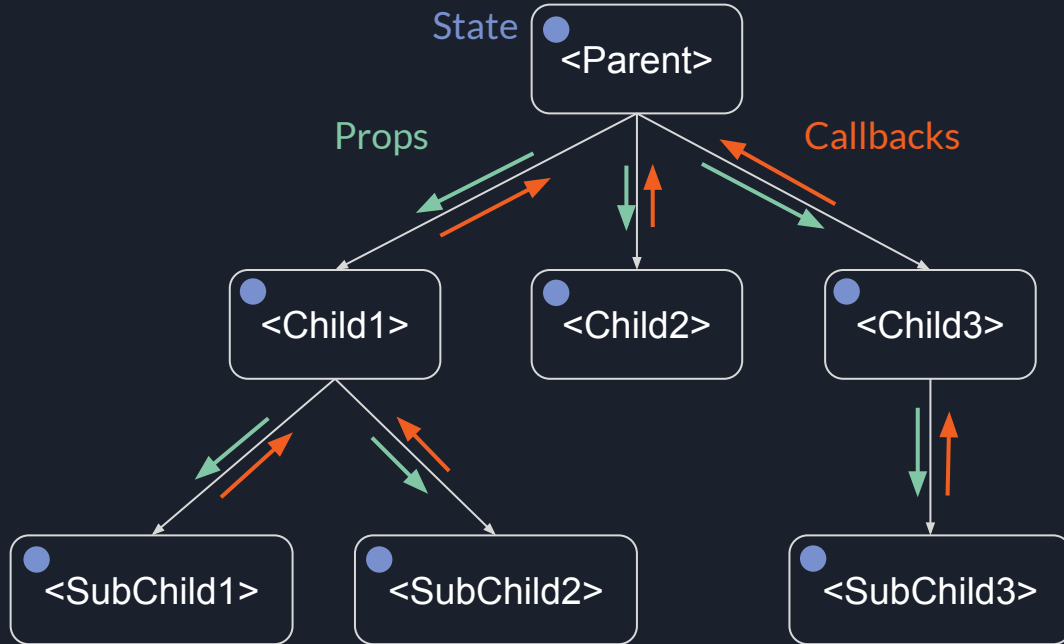 State
<Parent>
Props
Callbacks
<Child1>
<Child2>
<Child3>
<SubChild1>
<SubChild2>
<SubChild3>